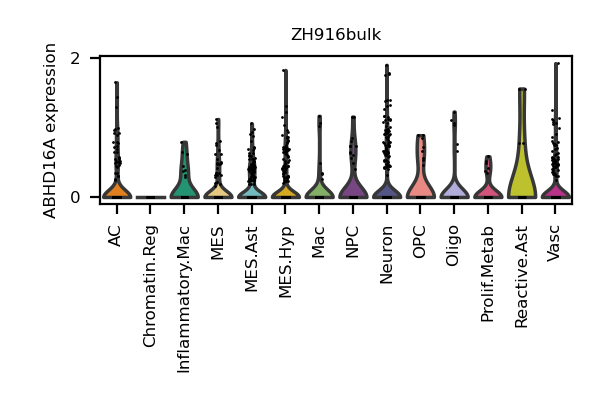 ZH916bulk
ABHD16A expression
2
0
AC
Chromatin.Reg
Inflammatory.Mac
MES
MES.Ast
MES.Hyp
Mac
NPC
Neuron
OPC
Oligo
Prolif.Metab
Reactive.Ast
Vasc